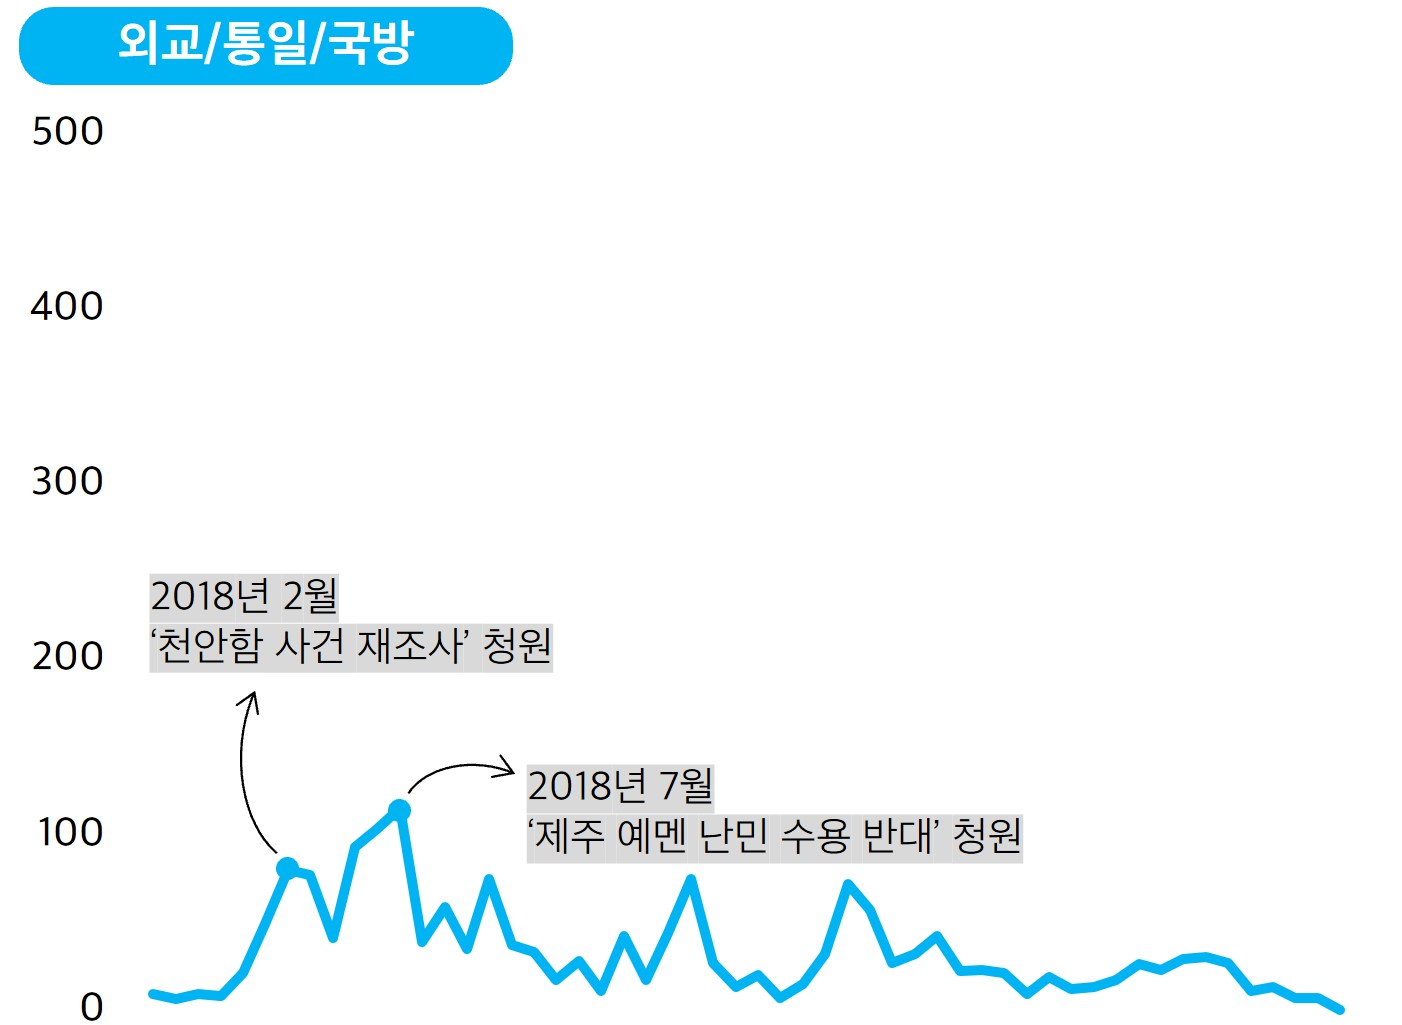 외교/통일/국방
500
400
300
2018년 2월
‘천안함 사건 재조사’ 청원
200
2018년 7월
‘제주 예멘 난민 수용 반대’ 청원
100
0